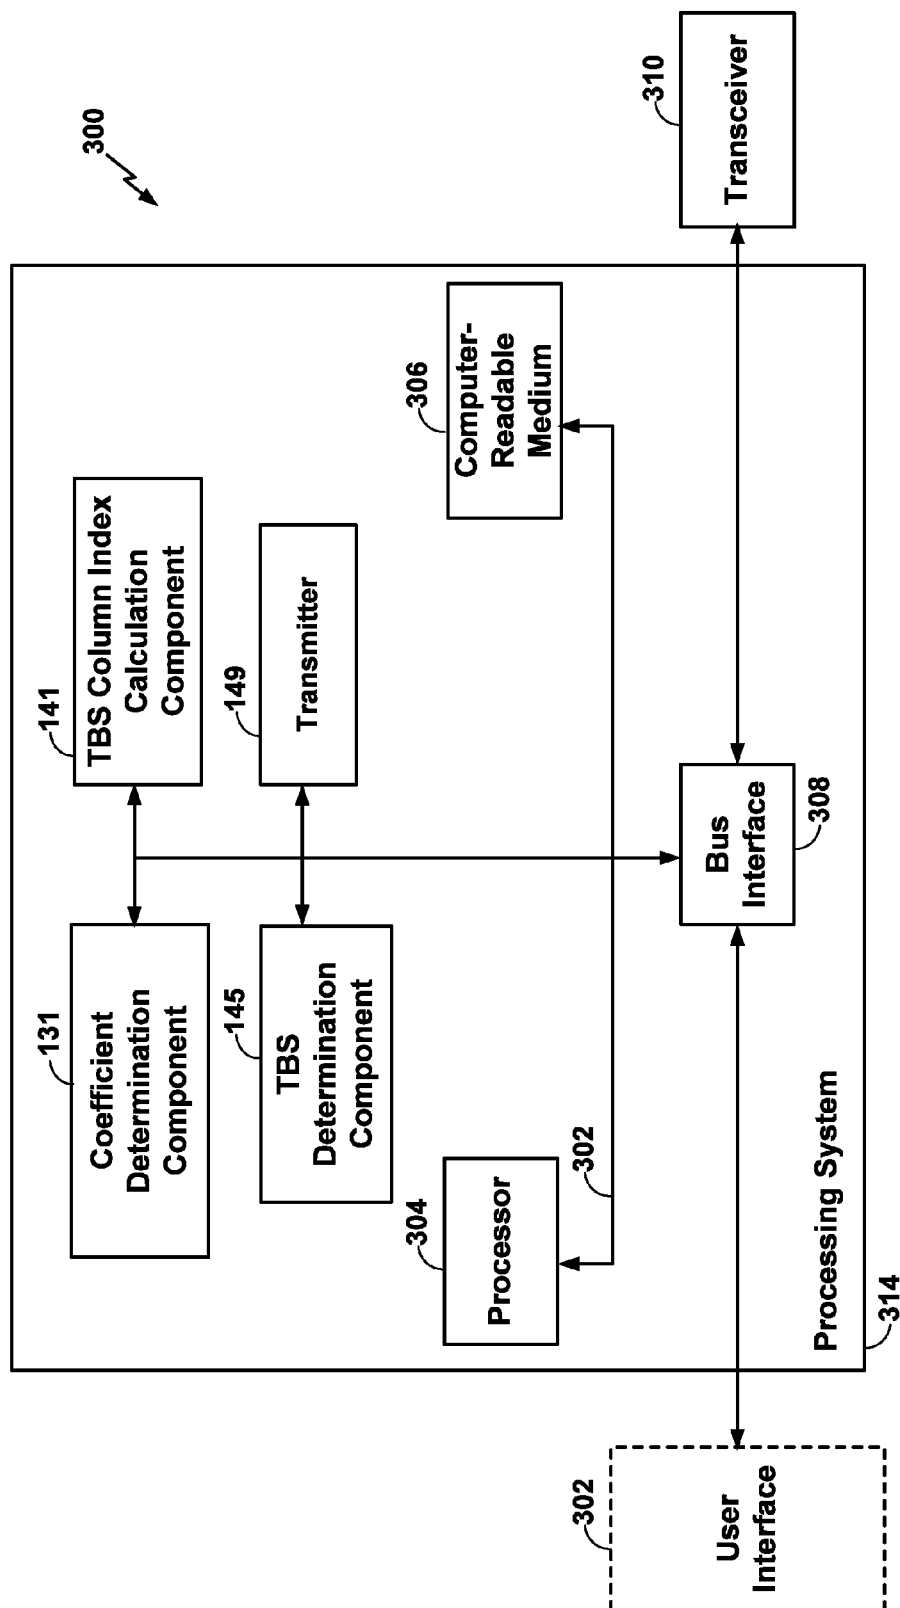 300
131
Coefficient
Determination
Component
141
TBS Column Index
Calculation
Component
145
TBS
Determination
Component
149
Transmitter
304
Processor
306
Computer-
Readable
Medium
302
302
User
Interface
Bus
Interface
308
310
Transceiver
Processing System
314